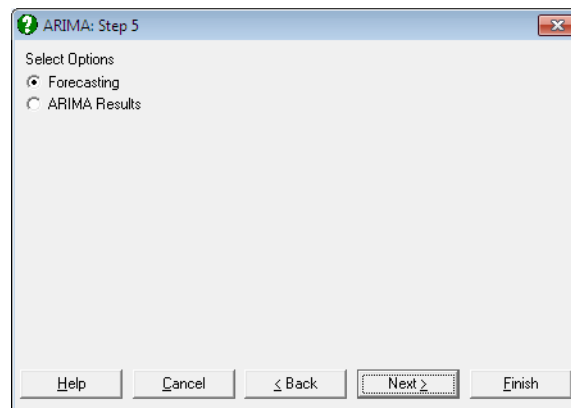 ARIMA: Step 5
Select Options
Forecasting
ARIMA Results
Help Cancel < Back Next > Finish